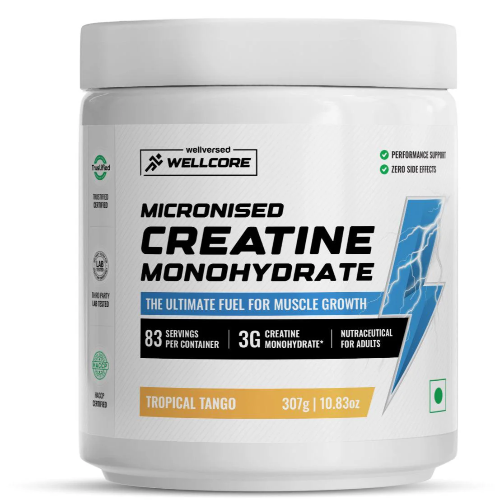 wellversed
WELLCORE
PERFORMANCE SUPPORT
ZERO SIDE EFFECTS
Trustified
TRUSTIFIED
CERTIFIED
LAB
THIRD PARTY
LAB TESTED
HACCP
HACCP
CERTIFIED
MICRONISED
CREATINE
MONOHYDRATE
THE ULTIMATE FUEL FOR MUSCLE GROWTH
83 SERVINGS PER CONTAINER
3G CREATINE MONOHYDRATE*
NUTRACEUTICAL FOR ADULTS
TROPICAL TANGO 307g | 10.83oz